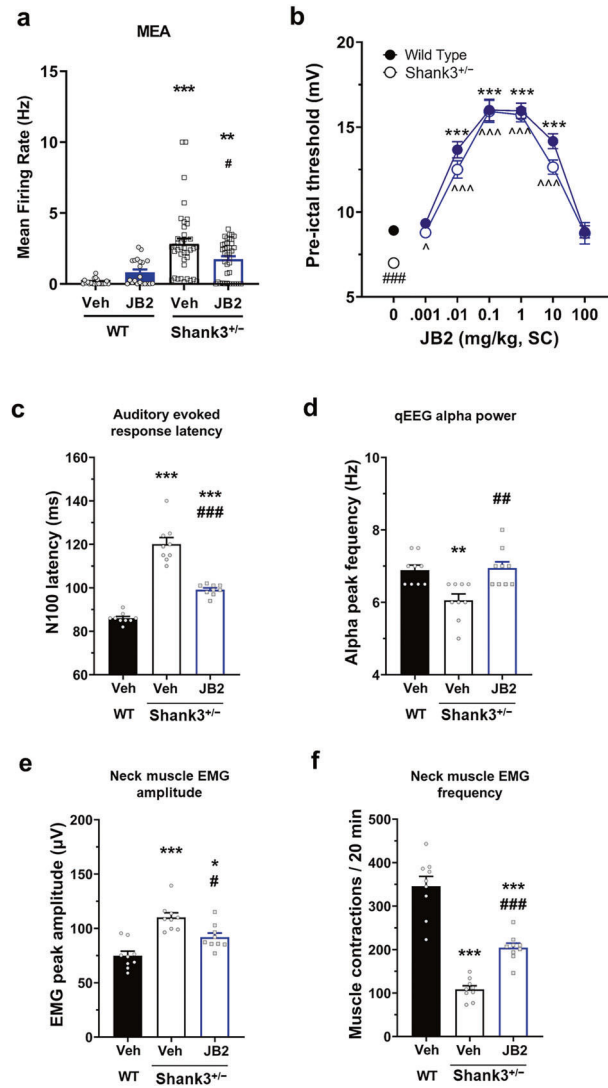 a
MEA
Mean Firing Rate (Hz)
15
10
5
0
***
**
#
Veh JB2 Veh JB2
WT Shank3+/−
b
Wild Type
Shank3+/−
Pre-ictal threshold (mV)
20
15
10
5
*** *** *** ***
^^^ ^^^
^^^ ^^^
^
###
0 .001 .01 0.1 1 10 100
JB2 (mg/kg, SC)
c
Auditory evoked
response latency
N100 latency (ms)
160
140
120
100
80
60
***
***
###
Veh Veh JB2
WT Shank3+/−
d
qEEG alpha power
Alpha peak fequency (Hz)
10
8
6
4
**
##
Veh Veh JB2
WT Shank3+/−
e
Neck muscle EMG
amplitude
EMG peak amplitude (µV)
200
150
100
50
0
***
*
#
Veh Veh JB2
WT Shank3+/−
f
Neck muscle EMG
frequency
Muscle contractions / 20 min
500
400
300
200
100
0
***
***
###
Veh Veh JB2
WT Shank3+/−